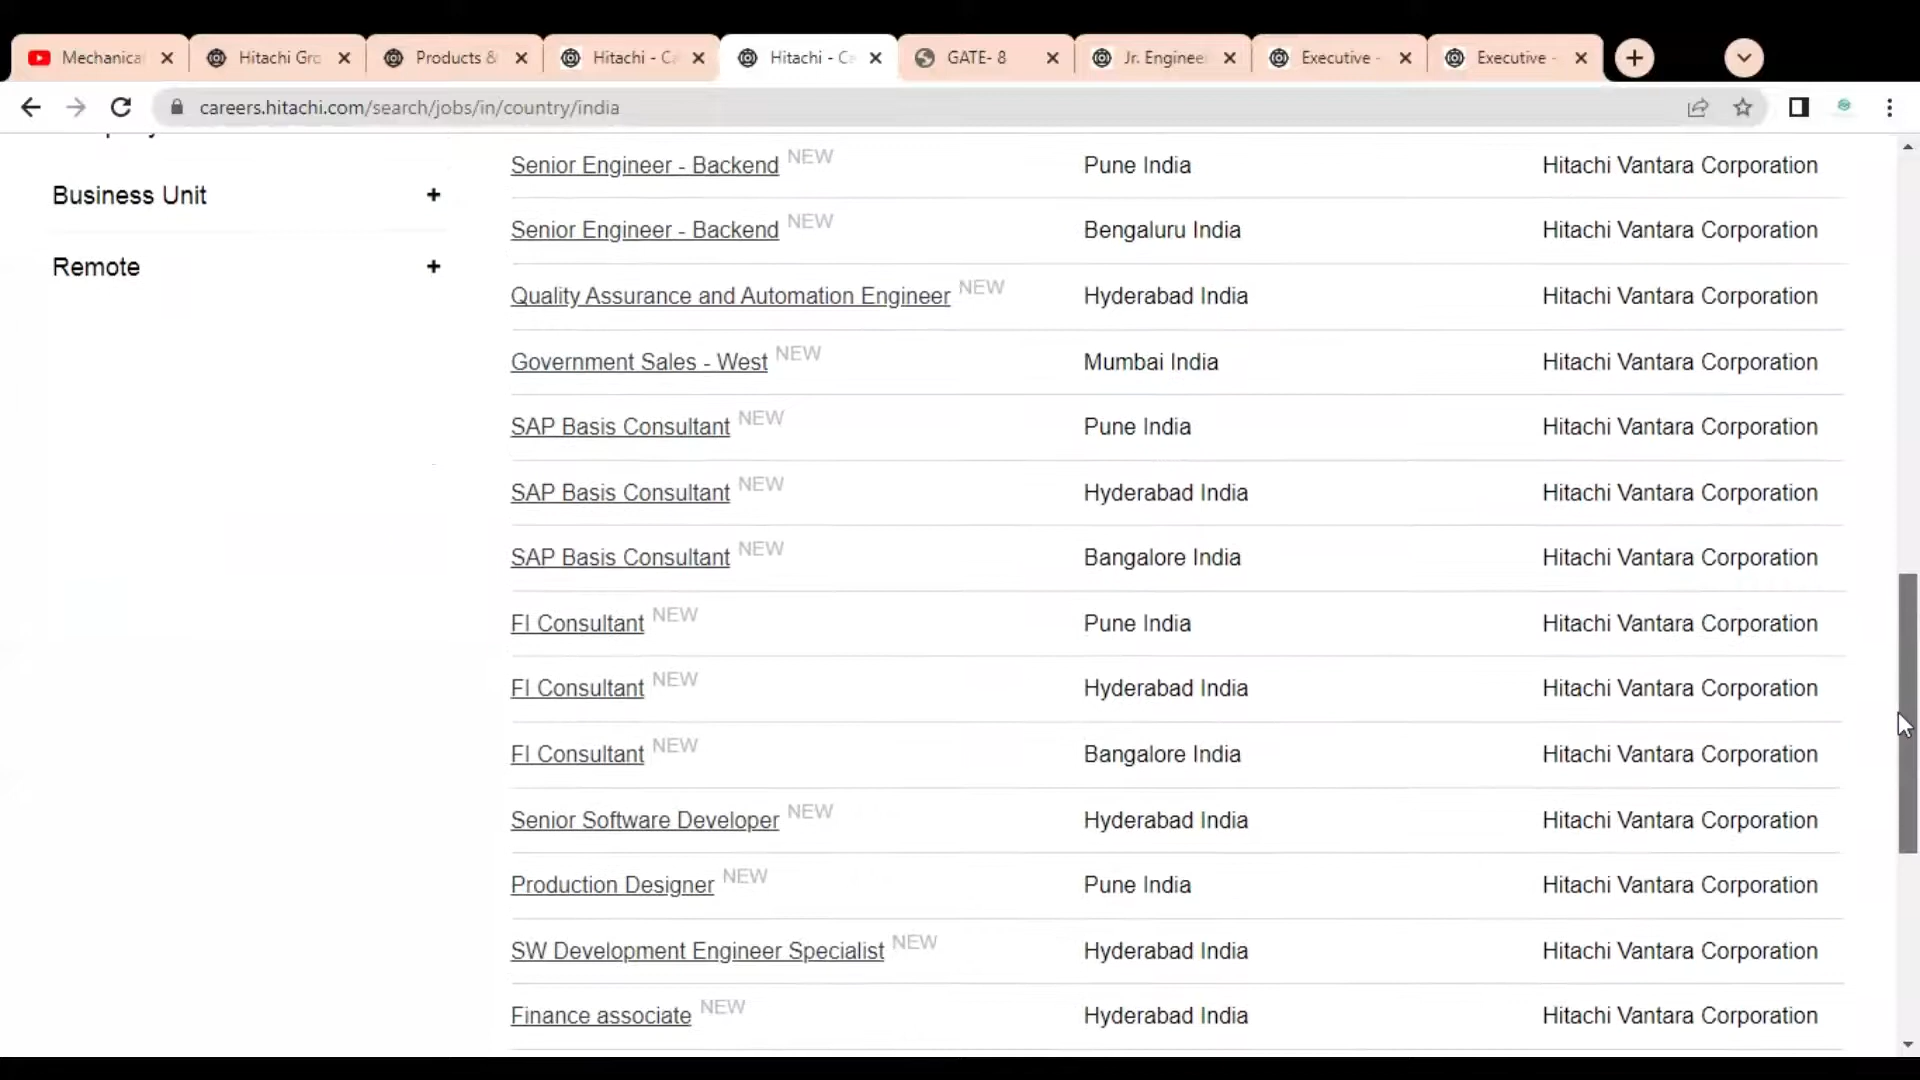 Mechanica
Hitachi Gro
Products &
Hitachi - Ca
Hitachi - Ca
GATE- 8
Jr. Enginee
Executive -
Executive -
careers.hitachi.com/search/jobs/in/country/india
Business Unit +
Remote +
Senior Engineer - Backend NEW Pune India Hitachi Vantara Corporation
Senior Engineer - Backend NEW Bengaluru India Hitachi Vantara Corporation
Quality Assurance and Automation Engineer NEW Hyderabad India Hitachi Vantara Corporation
Government Sales - West NEW Mumbai India Hitachi Vantara Corporation
SAP Basis Consultant NEW Pune India Hitachi Vantara Corporation
SAP Basis Consultant NEW Hyderabad India Hitachi Vantara Corporation
SAP Basis Consultant NEW Bangalore India Hitachi Vantara Corporation
FI Consultant NEW Pune India Hitachi Vantara Corporation
FI Consultant NEW Hyderabad India Hitachi Vantara Corporation
FI Consultant NEW Bangalore India Hitachi Vantara Corporation
Senior Software Developer NEW Hyderabad India Hitachi Vantara Corporation
Production Designer NEW Pune India Hitachi Vantara Corporation
SW Development Engineer Specialist NEW Hyderabad India Hitachi Vantara Corporation
Finance associate NEW Hyderabad India Hitachi Vantara Corporation